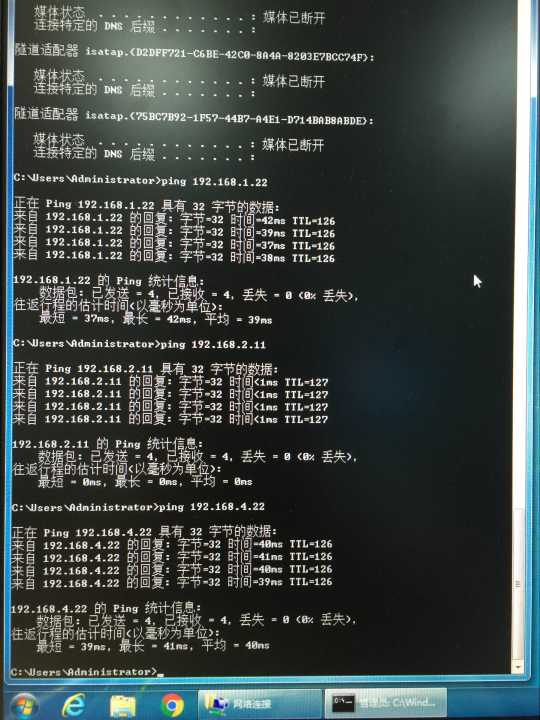 媒体状态 . . . . . . . . . . . . : 媒体已断开
连接特定的 DNS 后缀 . . . . . . . :
隧道适配器 isatap.{D2DFF721-C6BE-42C0-8A4A-8203E7BCC74F}:
媒体状态 . . . . . . . . . . . . : 媒体已断开
连接特定的 DNS 后缀 . . . . . . . :
隧道适配器 isatap.{75BC7B92-1F57-44B7-A4E1-D714BAB8ABDE}:
媒体状态 . . . . . . . . . . . . : 媒体已断开
连接特定的 DNS 后缀 . . . . . . . :
C:\Users\Administrator>ping 192.168.1.22
正在 Ping 192.168.1.22 具有 32 字节的数据:
来自 192.168.1.22 的回复: 字节=32 时间=42ms TTL=126
来自 192.168.1.22 的回复: 字节=32 时间=39ms TTL=126
来自 192.168.1.22 的回复: 字节=32 时间=37ms TTL=126
来自 192.168.1.22 的回复: 字节=32 时间=38ms TTL=126
192.168.1.22 的 Ping 统计信息:
数据包: 已发送 = 4, 已接收 = 4, 丢失 = 0 (0% 丢失),
往返行程的估计时间(以毫秒为单位):
最短 = 37ms, 最长 = 42ms, 平均 = 39ms
C:\Users\Administrator>ping 192.168.2.11
正在 Ping 192.168.2.11 具有 32 字节的数据:
来自 192.168.2.11 的回复: 字节=32 时间<1ms TTL=127
来自 192.168.2.11 的回复: 字节=32 时间<1ms TTL=127
来自 192.168.2.11 的回复: 字节=32 时间<1ms TTL=127
来自 192.168.2.11 的回复: 字节=32 时间<1ms TTL=127
192.168.2.11 的 Ping 统计信息:
数据包: 已发送 = 4, 已接收 = 4, 丢失 = 0 (0% 丢失),
往返行程的估计时间(以毫秒为单位):
最短 = 0ms, 最长 = 0ms, 平均 = 0ms
C:\Users\Administrator>ping 192.168.4.22
正在 Ping 192.168.4.22 具有 32 字节的数据:
来自 192.168.4.22 的回复: 字节=32 时间=40ms TTL=126
来自 192.168.4.22 的回复: 字节=32 时间=41ms TTL=126
来自 192.168.4.22 的回复: 字节=32 时间=40ms TTL=126
来自 192.168.4.22 的回复: 字节=32 时间=39ms TTL=126
192.168.4.22 的 Ping 统计信息:
数据包: 已发送 = 4, 已接收 = 4, 丢失 = 0 (0% 丢失),
往返行程的估计时间(以毫秒为单位):
最短 = 39ms, 最长 = 41ms, 平均 = 40ms
C:\Users\Administrator>_
网络连接
管理员: C:\Wind...